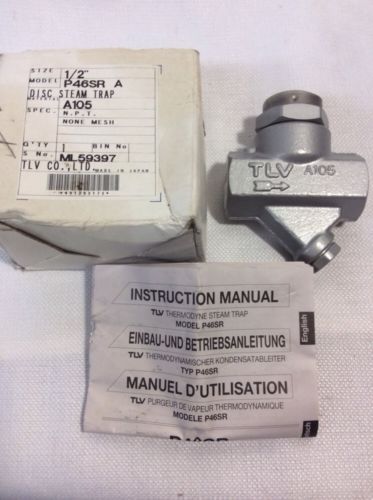 SIZE 1/2"
MODEL P46SR A
DISC STEAM TRAP
A105
SPEC. N.P.T.
NONE MESH
Q'TY 1 BIN No
S No. ML59397
TLV CO.,LTD. MADE IN JAPAN
TLV A105
INSTRUCTION MANUAL
TLV THERMODYNE STEAM TRAP
MODEL P46SR
English
EINBAU-UND BETRIEBSANLEITUNG
TLV THERMODYNAMISCHER KONDENSATABLEITER
TYP P46SR
MANUEL D'UTILISATION
TLV PURGEUR DE VAPEUR THERMODYNAMIQUE
MODELE P46SR